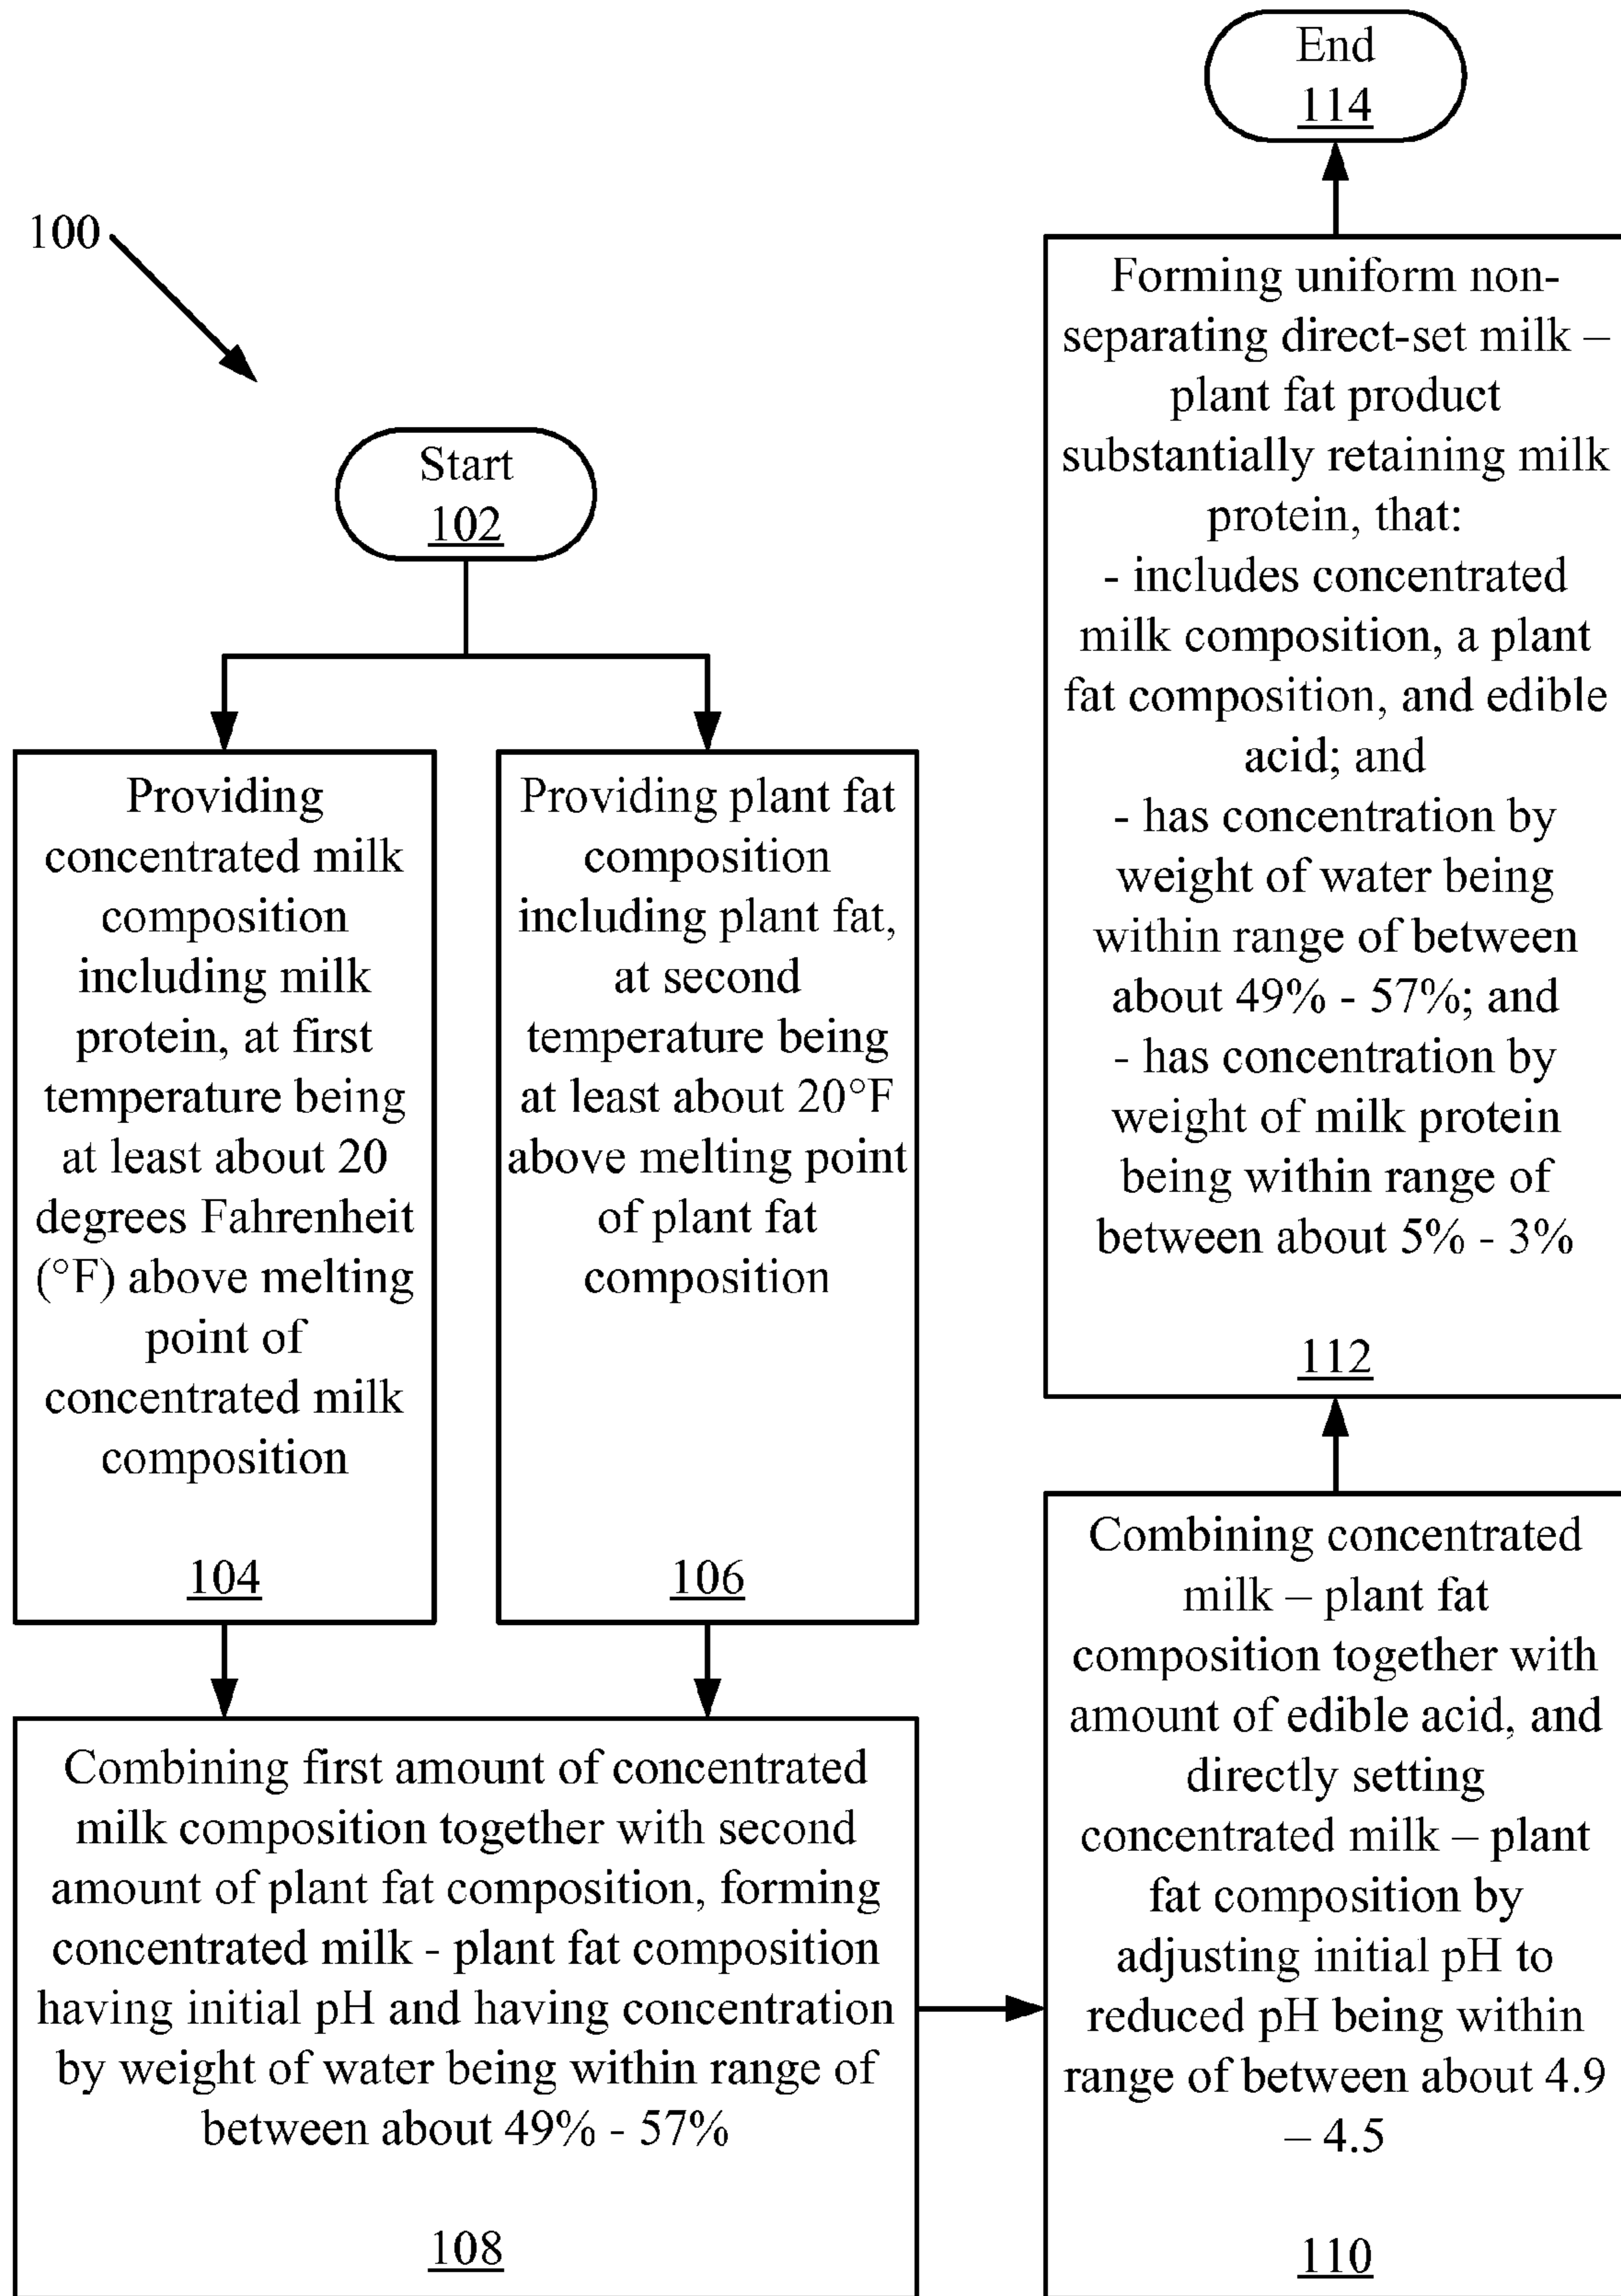 100
Start
102
Providing
concentrated milk
composition
including milk
protein, at first
temperature being
at least about 20
degrees Fahrenheit
(°F) above melting
point of
concentrated milk
composition
104
Providing plant fat
composition
including plant fat,
at second
temperature being
at least about 20°F
above melting point
of plant fat
composition
106
Combining first amount of concentrated
milk composition together with second
amount of plant fat composition, forming
concentrated milk - plant fat composition
having initial pH and having concentration
by weight of water being within range of
between about 49% - 57%
108
Combining concentrated
milk – plant fat
composition together with
amount of edible acid, and
directly setting
concentrated milk – plant
fat composition by
adjusting initial pH to
reduced pH being within
range of between about 4.9
– 4.5
110
Forming uniform non-
separating direct-set milk –
plant fat product
substantially retaining milk
protein, that:
- includes concentrated
milk composition, a plant
fat composition, and edible
acid; and
- has concentration by
weight of water being
within range of between
about 49% - 57%; and
- has concentration by
weight of milk protein
being within range of
between about 5% - 3%
112
End
114